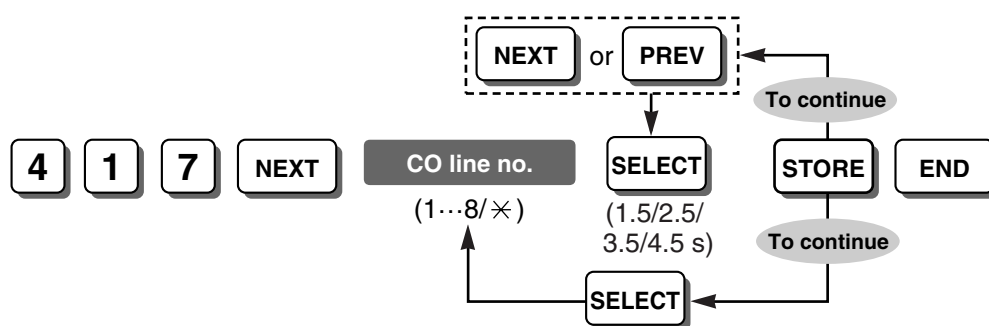 NEXT or PREV
To continue
4 1 7 NEXT CO line no. SELECT STORE END
(1···8/✳) (1.5/2.5/
3.5/4.5 s)
To continue
SELECT